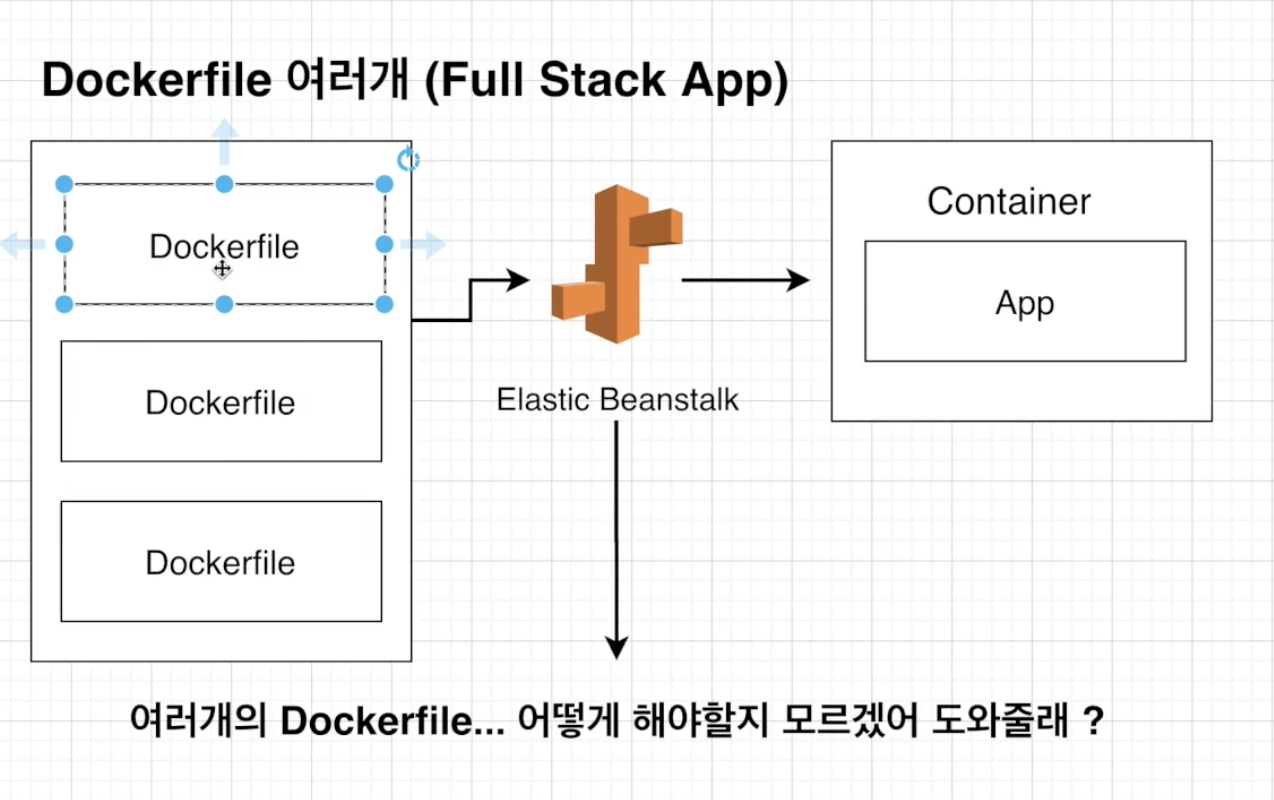 Dockerfile 여러개 (Full Stack App)
Dockerfile
Dockerfile
Dockerfile
Elastic Beanstalk
Container
App
여러개의 Dockerfile... 어떻게 해야할지 모르겠어 도와줄래 ?